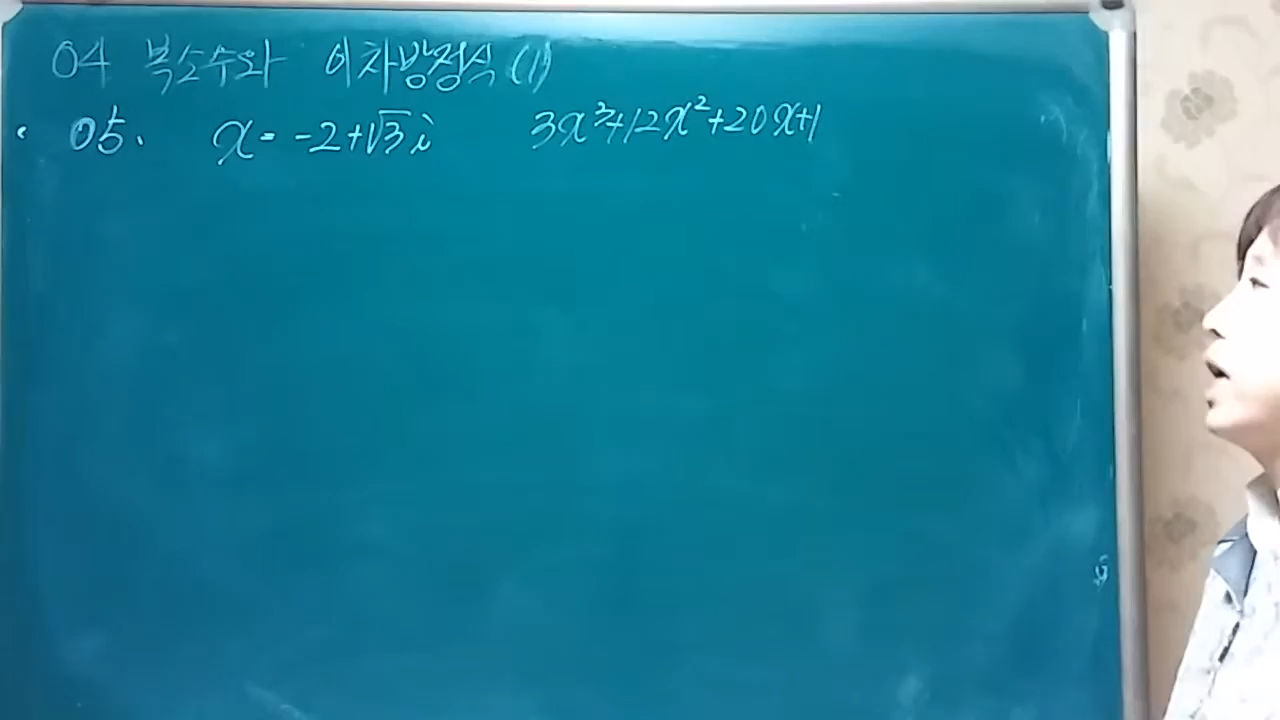 04 복소수와 이차방정식(1)
05. x = -2+√3i 3x³+12x²+20x+1